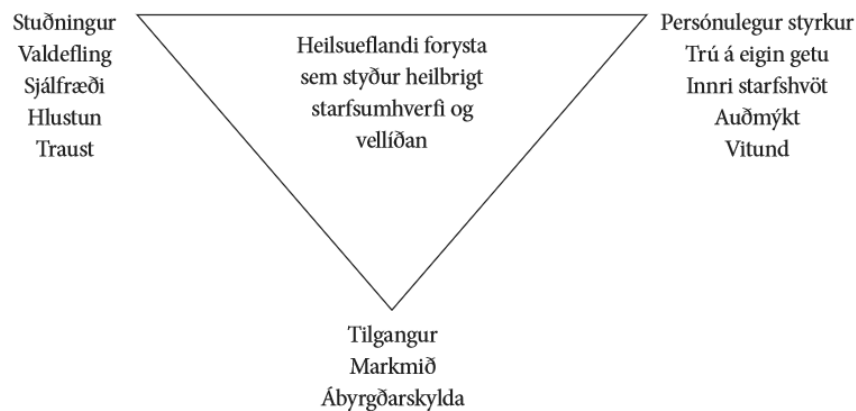 Stuðningur
Valdefling
Sjálfræði
Hlustun
Traust
Heilsueflandi forysta
sem styður heilbrigt
starfsumhverfi og
vellíðan
Persónulegur styrkur
Trú á eigin getu
Innri starfshvöt
Auðmýkt
Vitund
Tilgangur
Markmið
Ábyrgðarskylda